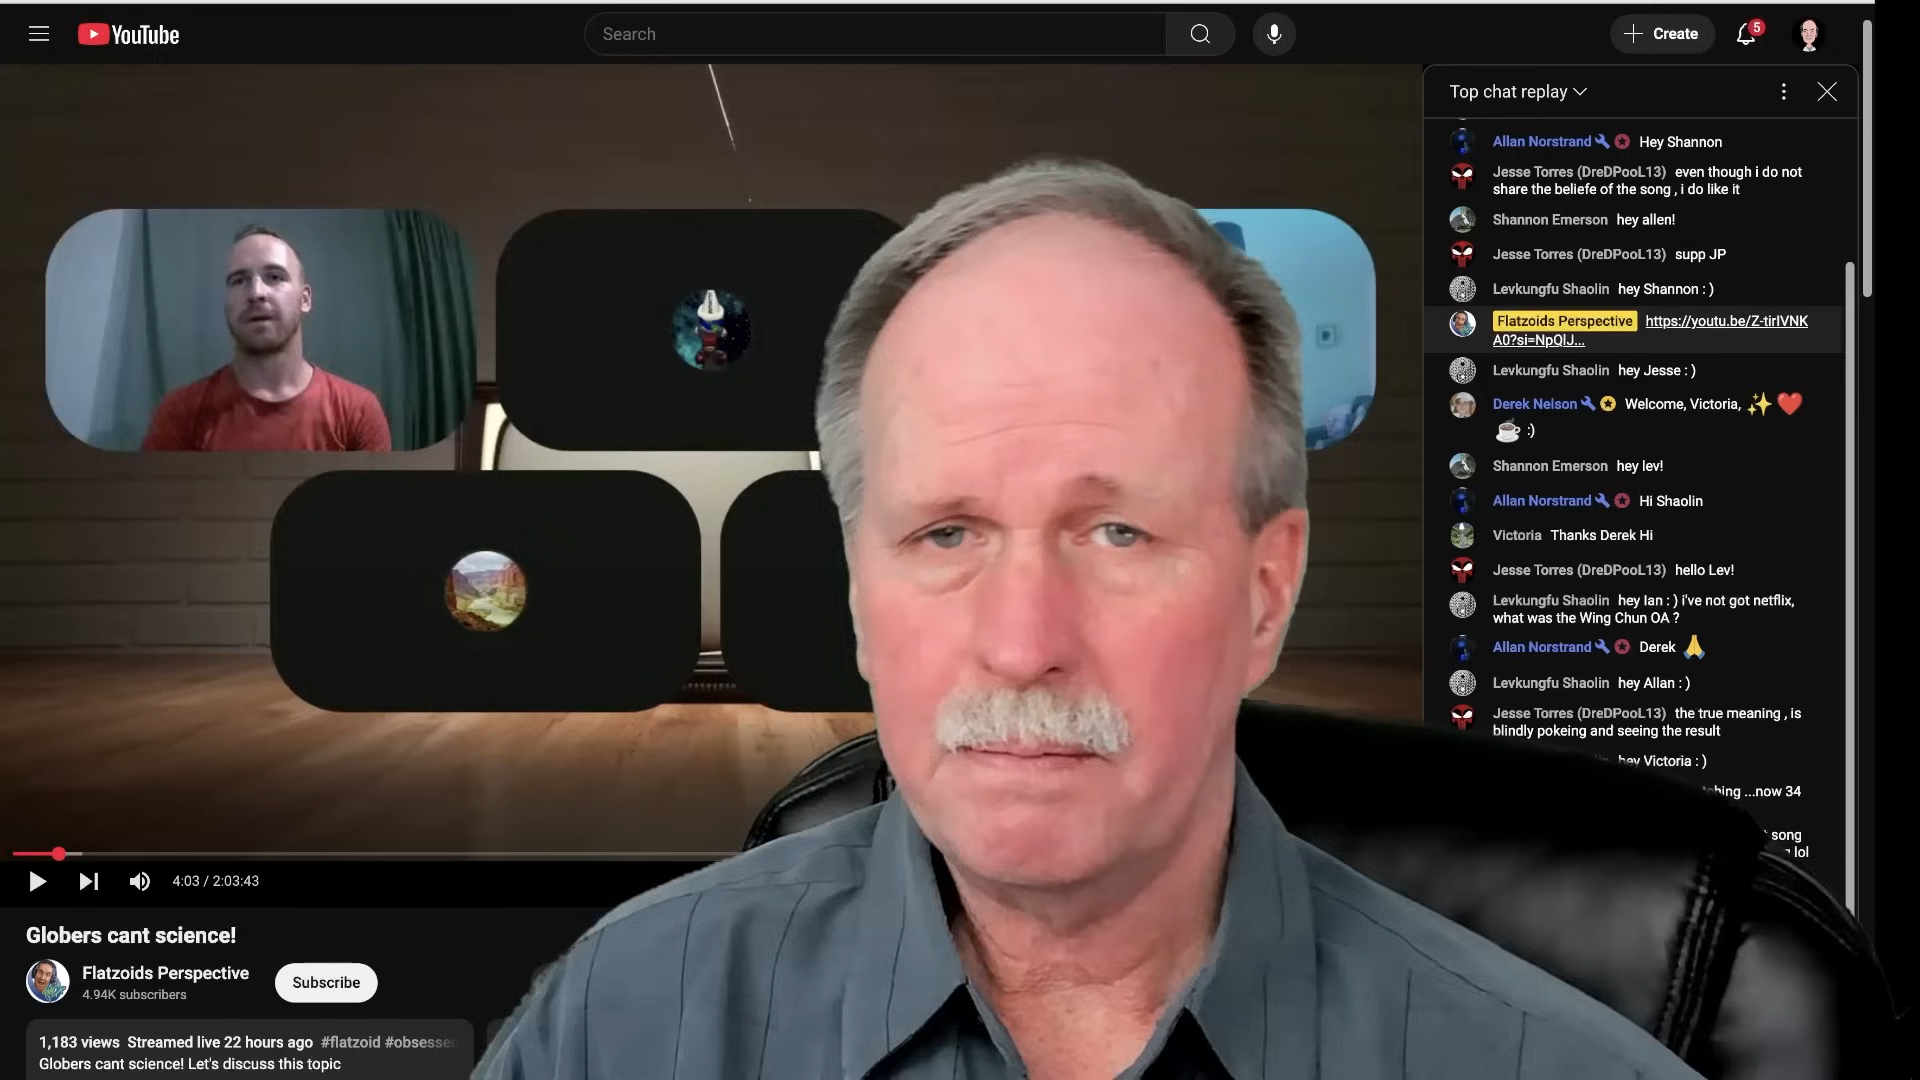 YouTube
Search
Create
5
Top chat replay
Allan Norstrand Hey Shannon
Jesse Torres (DreDPooL13) even though i do not
share the beliefe of the song , i do like it
Shannon Emerson hey allen!
Jesse Torres (DreDPooL13) supp JP
Levkungfu Shaolin hey Shannon : )
Flatzoids Perspective https://youtu.be/Z-tirIVNK
A0?si=NpQlJ...
Levkungfu Shaolin hey Jesse : )
Derek Nelson Welcome, Victoria, ✨❤️
☕ :)
Shannon Emerson hey lev!
Allan Norstrand Hi Shaolin
Victoria Thanks Derek Hi
Jesse Torres (DreDPooL13) hello Lev!
Levkungfu Shaolin hey Ian : ) i've not got netflix,
what was the Wing Chun OA ?
Allan Norstrand Derek 🙏
Levkungfu Shaolin hey Allan : )
Jesse Torres (DreDPooL13) the true meaning , is
blindly pokeing and seeing the result
hey Victoria : )
...now 34
song
lol
4:03 / 2:03:43
Globers cant science!
Flatzoids Perspective
4.94K subscribers
Subscribe
1,183 views Streamed live 22 hours ago #flatzoid #obsesse
Globers cant science! Let's discuss this topic